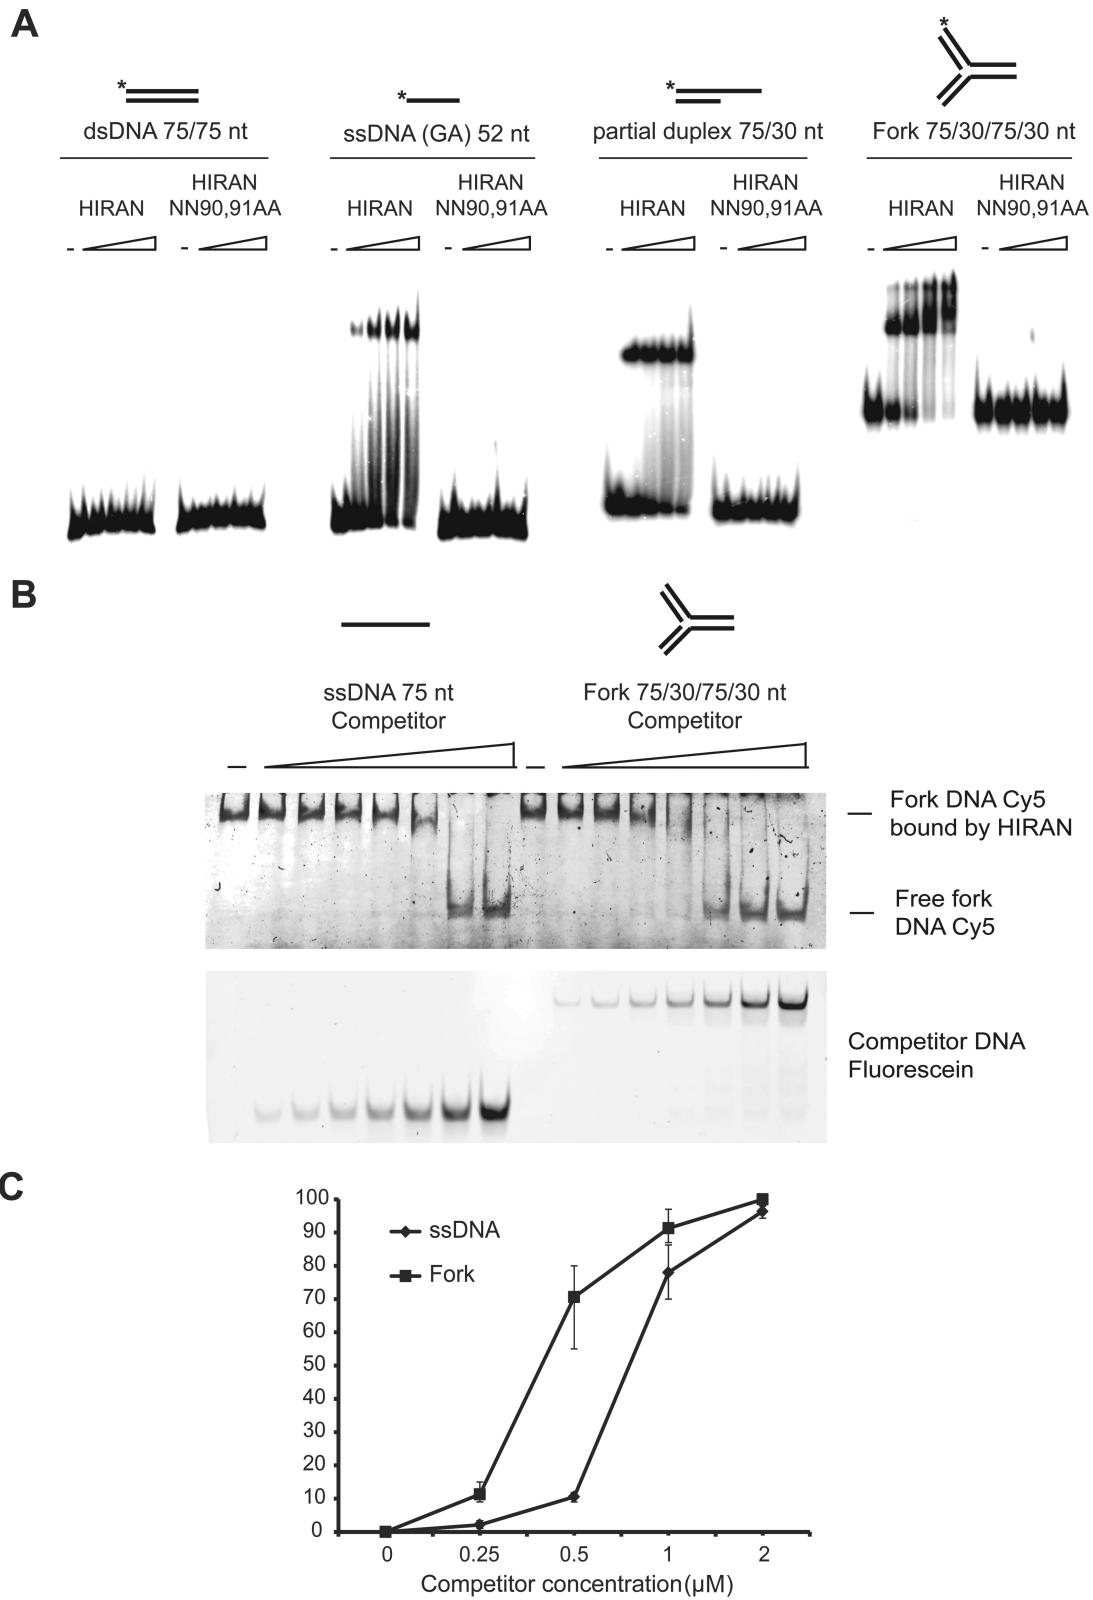 A
*
*
*
*
dsDNA 75/75 nt
ssDNA (GA) 52 nt
partial duplex 75/30 nt
Fork 75/30/75/30 nt
HIRAN
HIRAN
NN90,91AA
HIRAN
HIRAN
NN90,91AA
HIRAN
HIRAN
NN90,91AA
HIRAN
HIRAN
NN90,91AA
- - - - - - - -
B
ssDNA 75 nt
Competitor
Fork 75/30/75/30 nt
Competitor
Fork DNA Cy5
bound by HIRAN
Free fork
DNA Cy5
Competitor DNA
Fluorescein
C
100
90
80
70
60
50
40
30
20
10
0
ssDNA
Fork
0 0.25 0.5 1 2
Competitor concentration(µM)